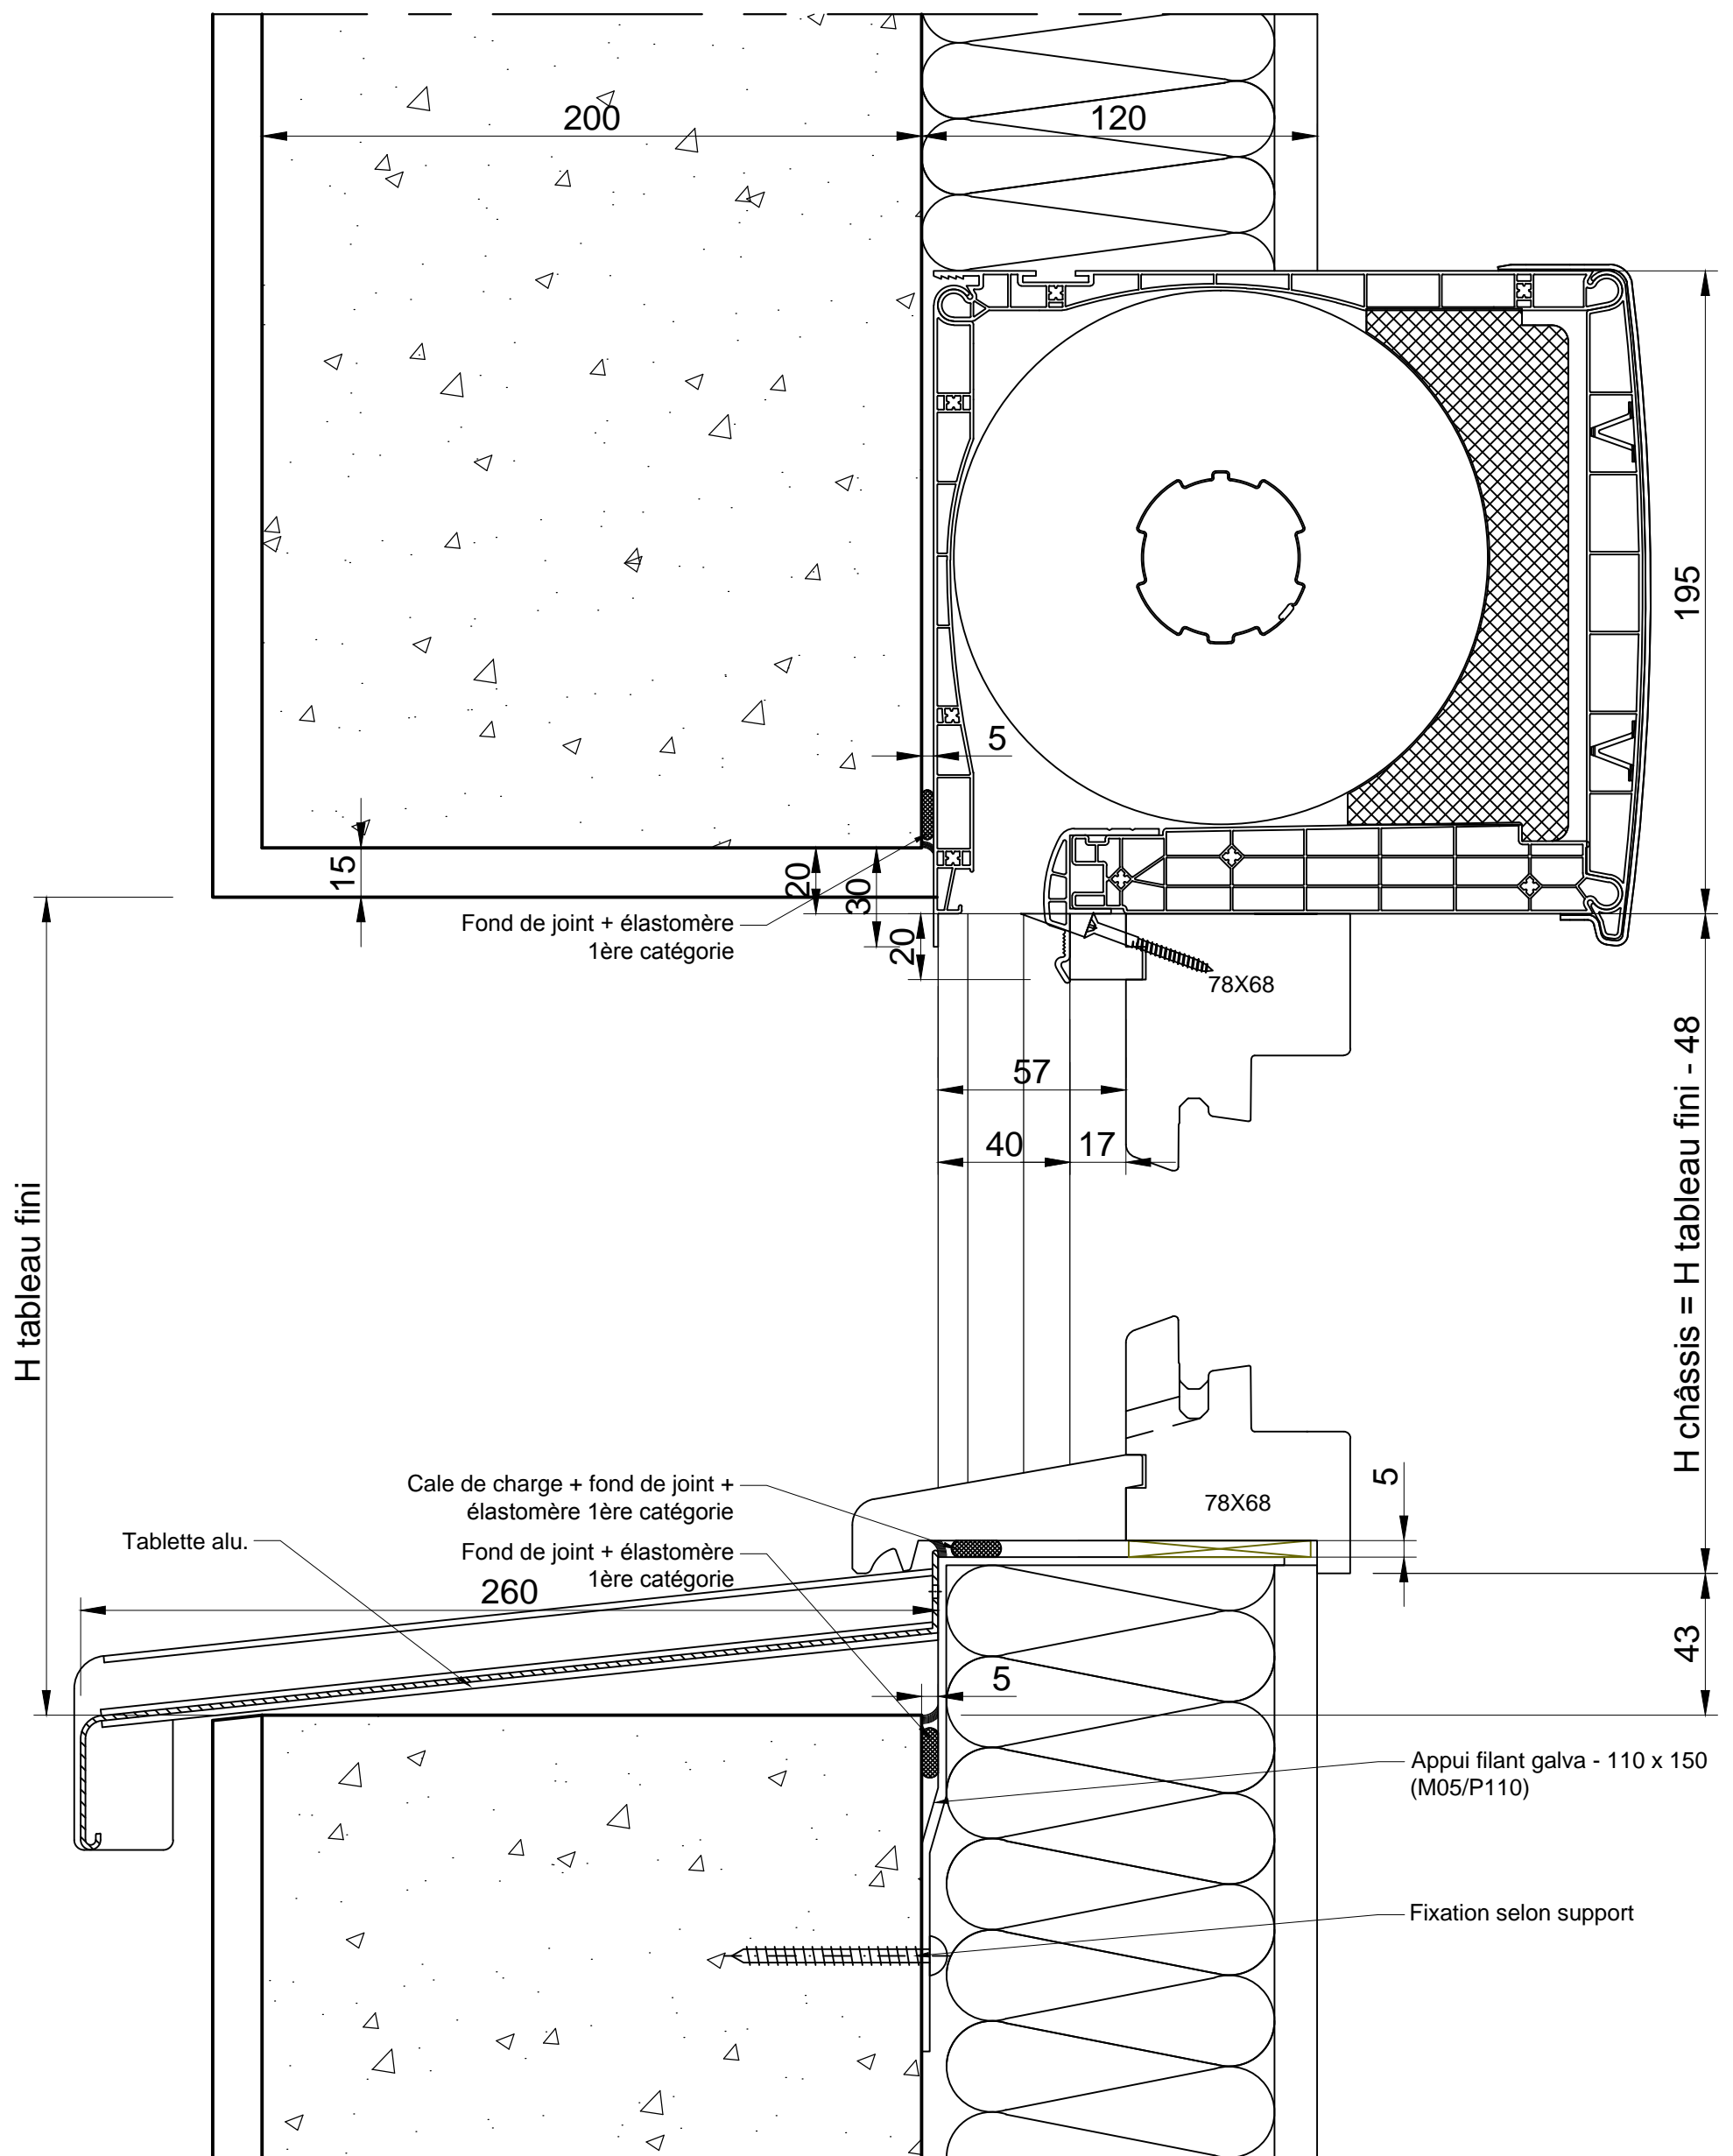 200
120
195
5
15
20
30
20
Fond de joint + élastomère
1ère catégorie
78X68
57
40
17
H tableau fini
H châssis = H tableau fini - 48
Cale de charge + fond de joint +
élastomère 1ère catégorie
78X68
5
Tablette alu.
Fond de joint + élastomère
1ère catégorie
260
43
5
Appui filant galva - 110 x 150
(M05/P110)
Fixation selon support